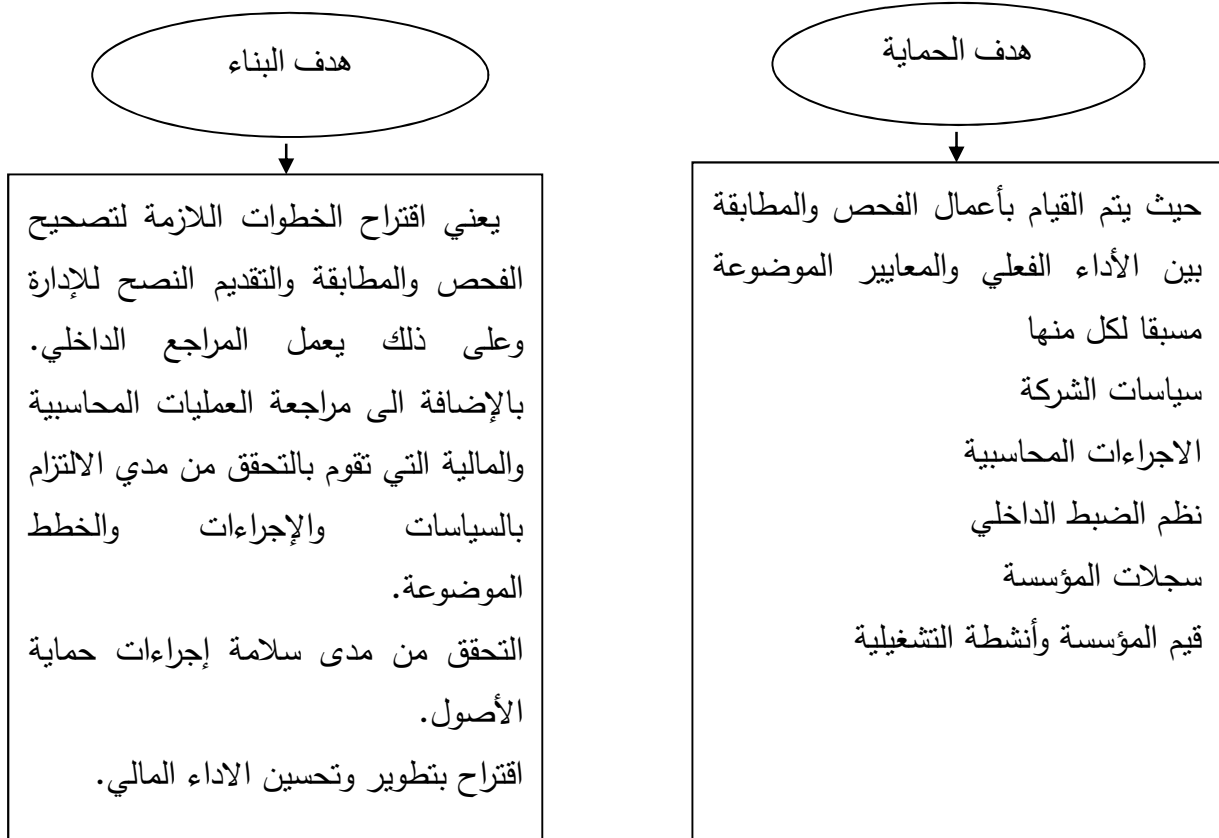 هدف الحماية
حيث يتم القيام بأعمال الفحص والمطابقة
بين الأداء الفعلي والمعايير الموضوعة
مسبقا لكل منها
سياسات الشركة
الاجراءات المحاسبية
نظم الضبط الداخلي
سجلات المؤسسة
قيم المؤسسة وأنشطة التشغيلية
هدف البناء
يعني اقتراح الخطوات اللازمة لتصحيح
الفحص والمطابقة والتقديم النصح للإدارة
وعلى ذلك يعمل المراجع الداخلي.
بالإضافة الى مراجعة العمليات المحاسبية
والمالية التي تقوم بالتحقق من مدي الالتزام
بالسياسات والإجراءات والخطط
الموضوعة.
التحقق من مدى سلامة إجراءات حماية
الأصول.
اقتراح بتطوير وتحسين الاداء المالي.